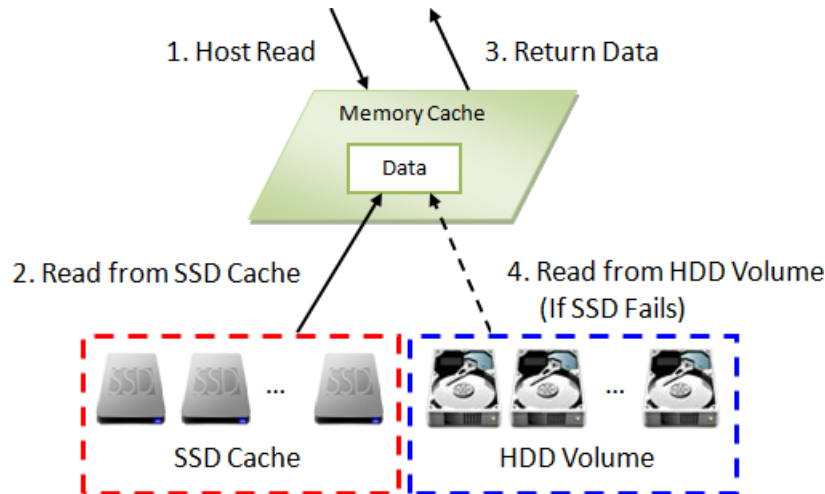 1. Host Read
3. Return Data
Memory Cache
Data
2. Read from SSD Cache
4. Read from HDD Volume
(If SSD Fails)
SSD SSD ... SSD
...
SSD Cache
HDD Volume